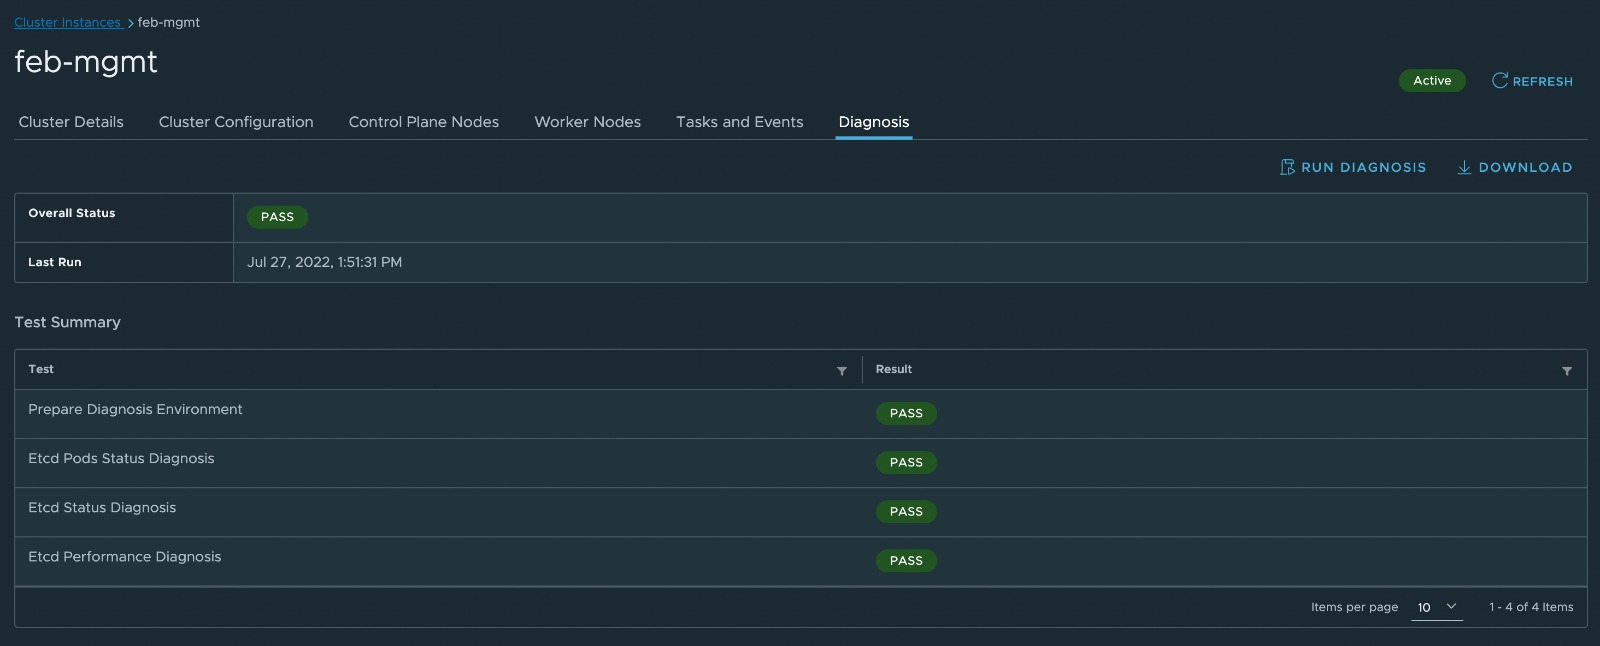 Cluster Instances > feb-mgmt
feb-mgmt
Active REFRESH
Cluster Details Cluster Configuration Control Plane Nodes Worker Nodes Tasks and Events Diagnosis
RUN DIAGNOSIS DOWNLOAD
Overall Status PASS
Last Run Jul 27, 2022, 1:51:31 PM
Test Summary
Test Result
Prepare Diagnosis Environment PASS
Etcd Pods Status Diagnosis PASS
Etcd Status Diagnosis PASS
Etcd Performance Diagnosis PASS
Items per page 10 1 - 4 of 4 Items